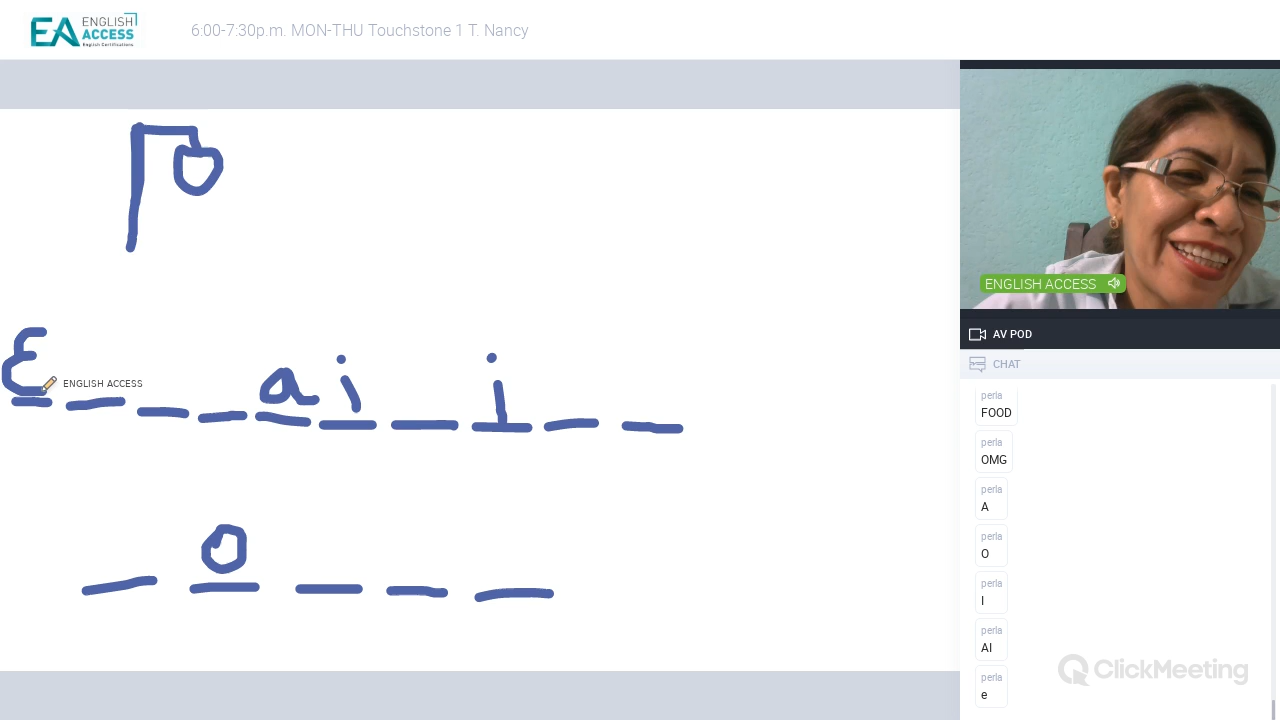 EA ENGLISH ACCESS
English Certifications
6:00-7:30p.m. MON-THU Touchstone 1 T. Nancy
E a i i
ENGLISH ACCESS
o
ENGLISH ACCESS
AV POD
CHAT
perla
FOOD
perla
OMG
perla
A
perla
O
perla
I
perla
AI
perla
e
ClickMeeting